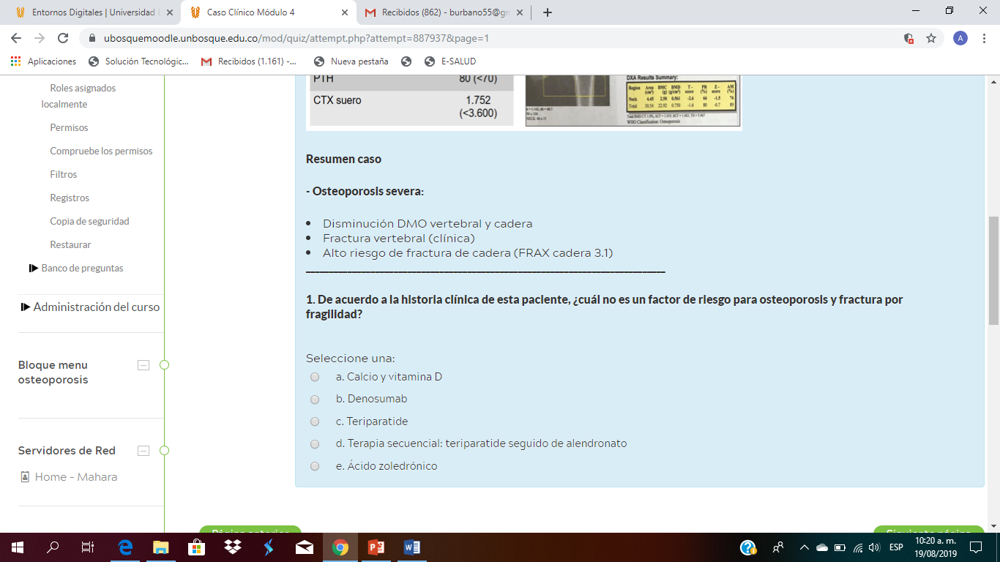 Entornos Digitales | Universidad E
Caso Clínico Módulo 4
Recibidos (862) - burbano55@gm
ubosquemoodle.unbosque.edu.co/mod/quiz/attempt.php?attempt=887937&page=1
A
Aplicaciones
Solución Tecnológic...
Recibidos (1.161) -...
Nueva pestaña
E-SALUD
Roles asignados
localmente
Permisos
Compruebe los permisos
Filtros
Registros
Copia de seguridad
Restaurar
Banco de preguntas
Administración del curso
Bloque menu
osteoporosis
Servidores de Red
Home - Mahara
PTH 80 (<70)
CTX suero 1.752
(<3.600)
DXA Results Summary:
Region Area BMC BMD T - PR Z - AM
(cm²) (g) (g/cm²) score (%) score (%)
Neck 4.45 2.50 0.561 -2.6 66 -1.5 76
Total 30.54 22.92 0.750 -1.6 80 -0.7 89
WHO Classification: Osteoporosis
Resumen caso
- Osteoporosis severa:
• Disminución DMO vertebral y cadera
• Fractura vertebral (clínica)
• Alto riesgo de fractura de cadera (FRAX cadera 3.1)
1. De acuerdo a la historia clínica de esta paciente, ¿cuál no es un factor de riesgo para osteoporosis y fractura por
fragilidad?
Seleccione una:
a. Calcio y vitamina D
b. Denosumab
c. Teriparatide
d. Terapia secuencial: teriparatide seguido de alendronato
e. Ácido zoledrónico
Página anterior
Siguiente página
ESP
10:20 a. m.
19/08/2019